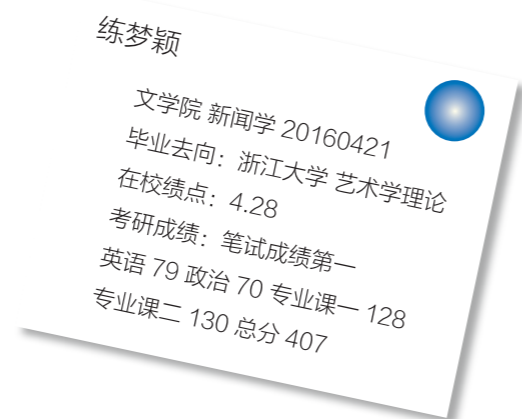 练梦颖
文学院 新闻学 20160421
毕业去向：浙江大学 艺术学理论
在校绩点：4.28
考研成绩：笔试成绩第一
英语 79 政治 70 专业课一 128
专业课二 130 总分 407